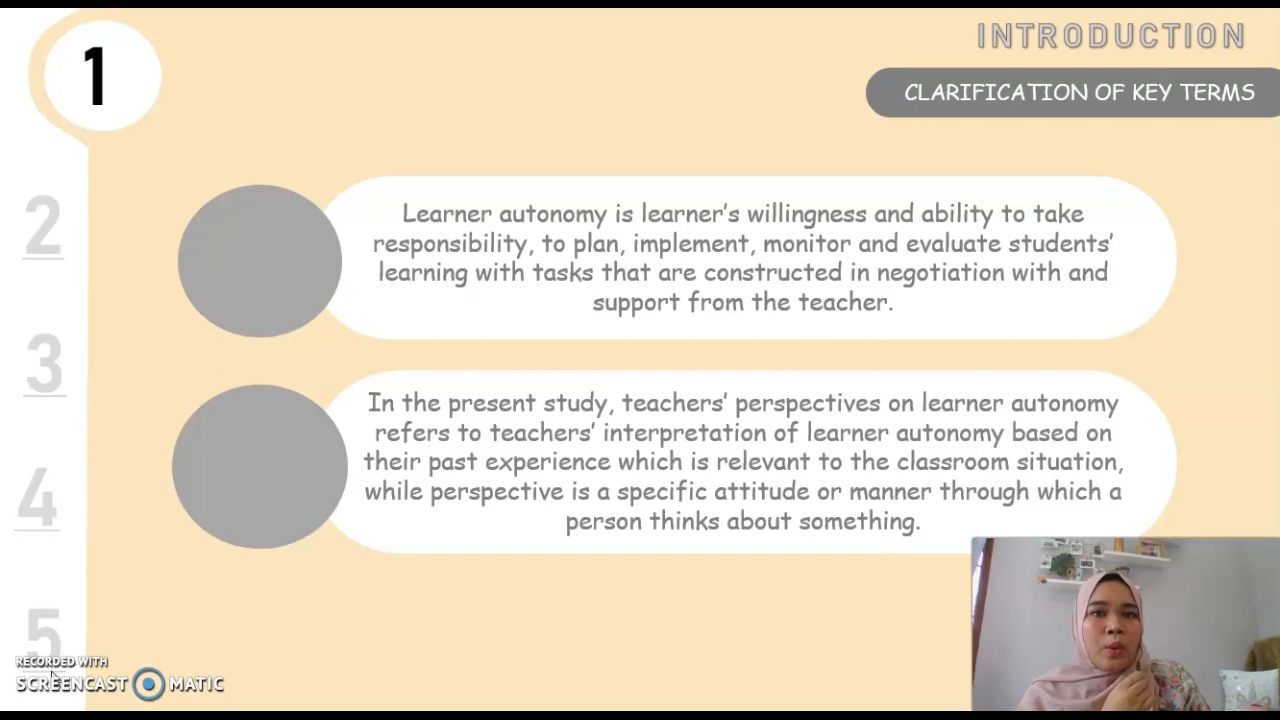 1
INTRODUCTION
CLARIFICATION OF KEY TERMS
Learner autonomy is learner's willingness and ability to take
responsibility, to plan, implement, monitor and evaluate students'
learning with tasks that are constructed in negotiation with and
support from the teacher.
In the present study, teachers' perspectives on learner autonomy
refers to teachers' interpretation of learner autonomy based on
their past experience which is relevant to the classroom situation,
while perspective is a specific attitude or manner through which a
person thinks about something.
2
3
4
5
RECORDED WITH
SCREENCAST MATIC